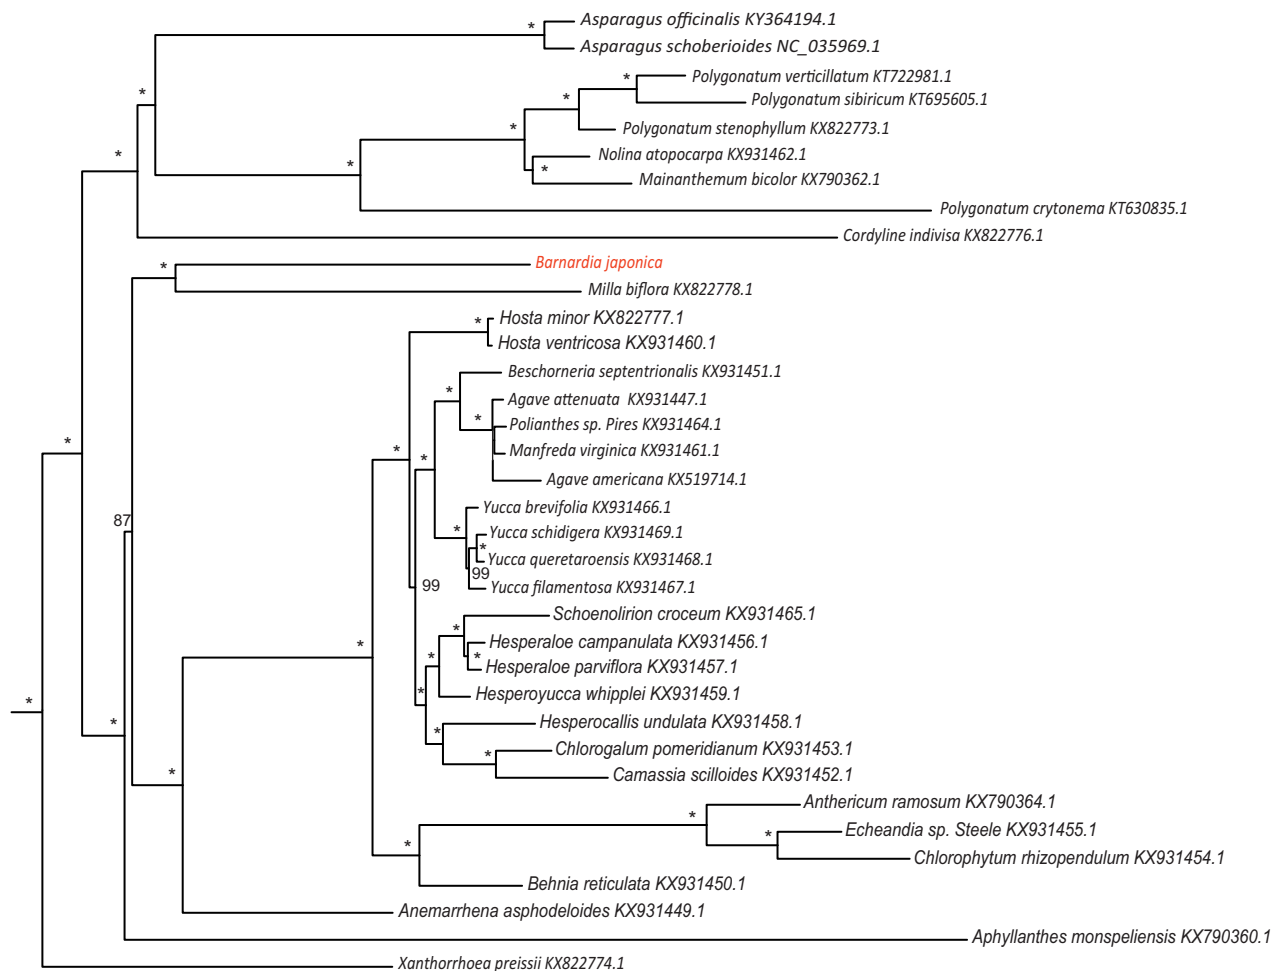 * Asparagus officinalis KY364194.1
Asparagus schoberioides NC_035969.1
* Polygonatum verticillatum KT722981.1
* * Polygonatum sibiricum KT695605.1
* Polygonatum stenophyllum KX822773.1
Nolina atopocarpa KX931462.1
* * * Mainanthemum bicolor KX790362.1
Polygonatum crytonema KT630835.1
Cordyline indivisa KX822776.1
* Barnardia japonica
Milla biflora KX822778.1
* Hosta minor KX822777.1
Hosta ventricosa KX931460.1
Beschorneria septentrionalis KX931451.1
* Agave attenuata KX931447.1
* Polianthes sp. Pires KX931464.1
* * * Manfreda virginica KX931461.1
Agave americana KX519714.1
Yucca brevifolia KX931466.1
87 * Yucca schidigera KX931469.1
* Yucca queretaroensis KX931468.1
99 99
Yucca filamentosa KX931467.1
Schoenolirion croceum KX931465.1
* * Hesperaloe campanulata KX931456.1
* * Hesperaloe parviflora KX931457.1
* * Hesperoyucca whipplei KX931459.1
* * * Hesperocallis undulata KX931458.1
* Chlorogalum pomeridianum KX931453.1
* Camassia scilloides KX931452.1
Anthericum ramosum KX790364.1
* * Echeandia sp. Steele KX931455.1
* Chlorophytum rhizopendulum KX931454.1
Behnia reticulata KX931450.1
Anemarrhena asphodeloides KX931449.1
Aphyllanthes monspeliensis KX790360.1
Xanthorrhoea preissii KX822774.1